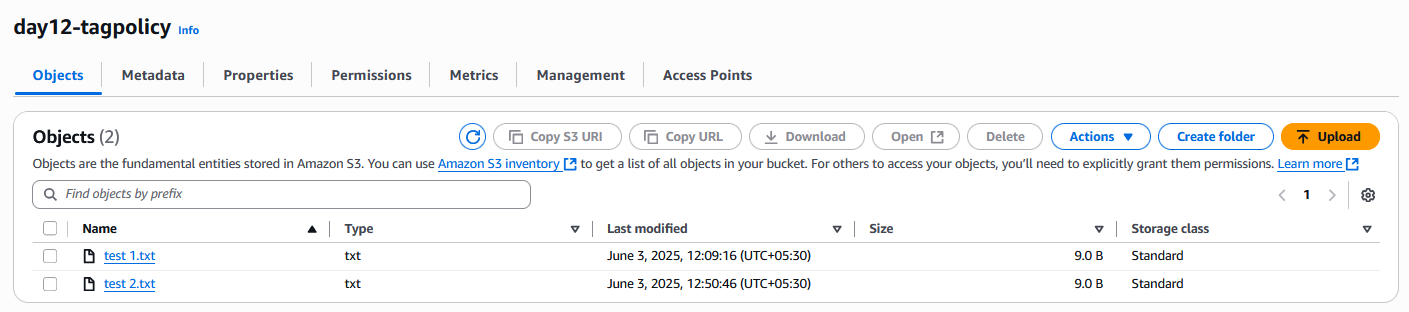 day12-tagpolicy Info
Objects Metadata Properties Permissions Metrics Management Access Points
Objects (2) Copy S3 URI Copy URL Download Open Delete Actions Create folder Upload
Objects are the fundamental entities stored in Amazon S3. You can use Amazon S3 inventory to get a list of all objects in your bucket. For others to access your objects, you'll need to explicitly grant them permissions. Learn more
Find objects by prefix 1
Name Type Last modified Size Storage class
test 1.txt txt June 3, 2025, 12:09:16 (UTC+05:30) 9.0 B Standard
test 2.txt txt June 3, 2025, 12:50:46 (UTC+05:30) 9.0 B Standard